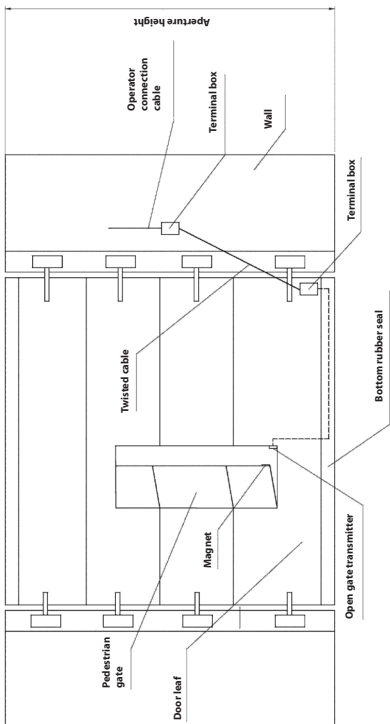 Aperture height
Operator
connection
cable
Terminal box
Wall
Terminal box
Twisted cable
Bottom rubber seal
Magnet
Open gate transmitter
Pedestrian
gate
Door leaf